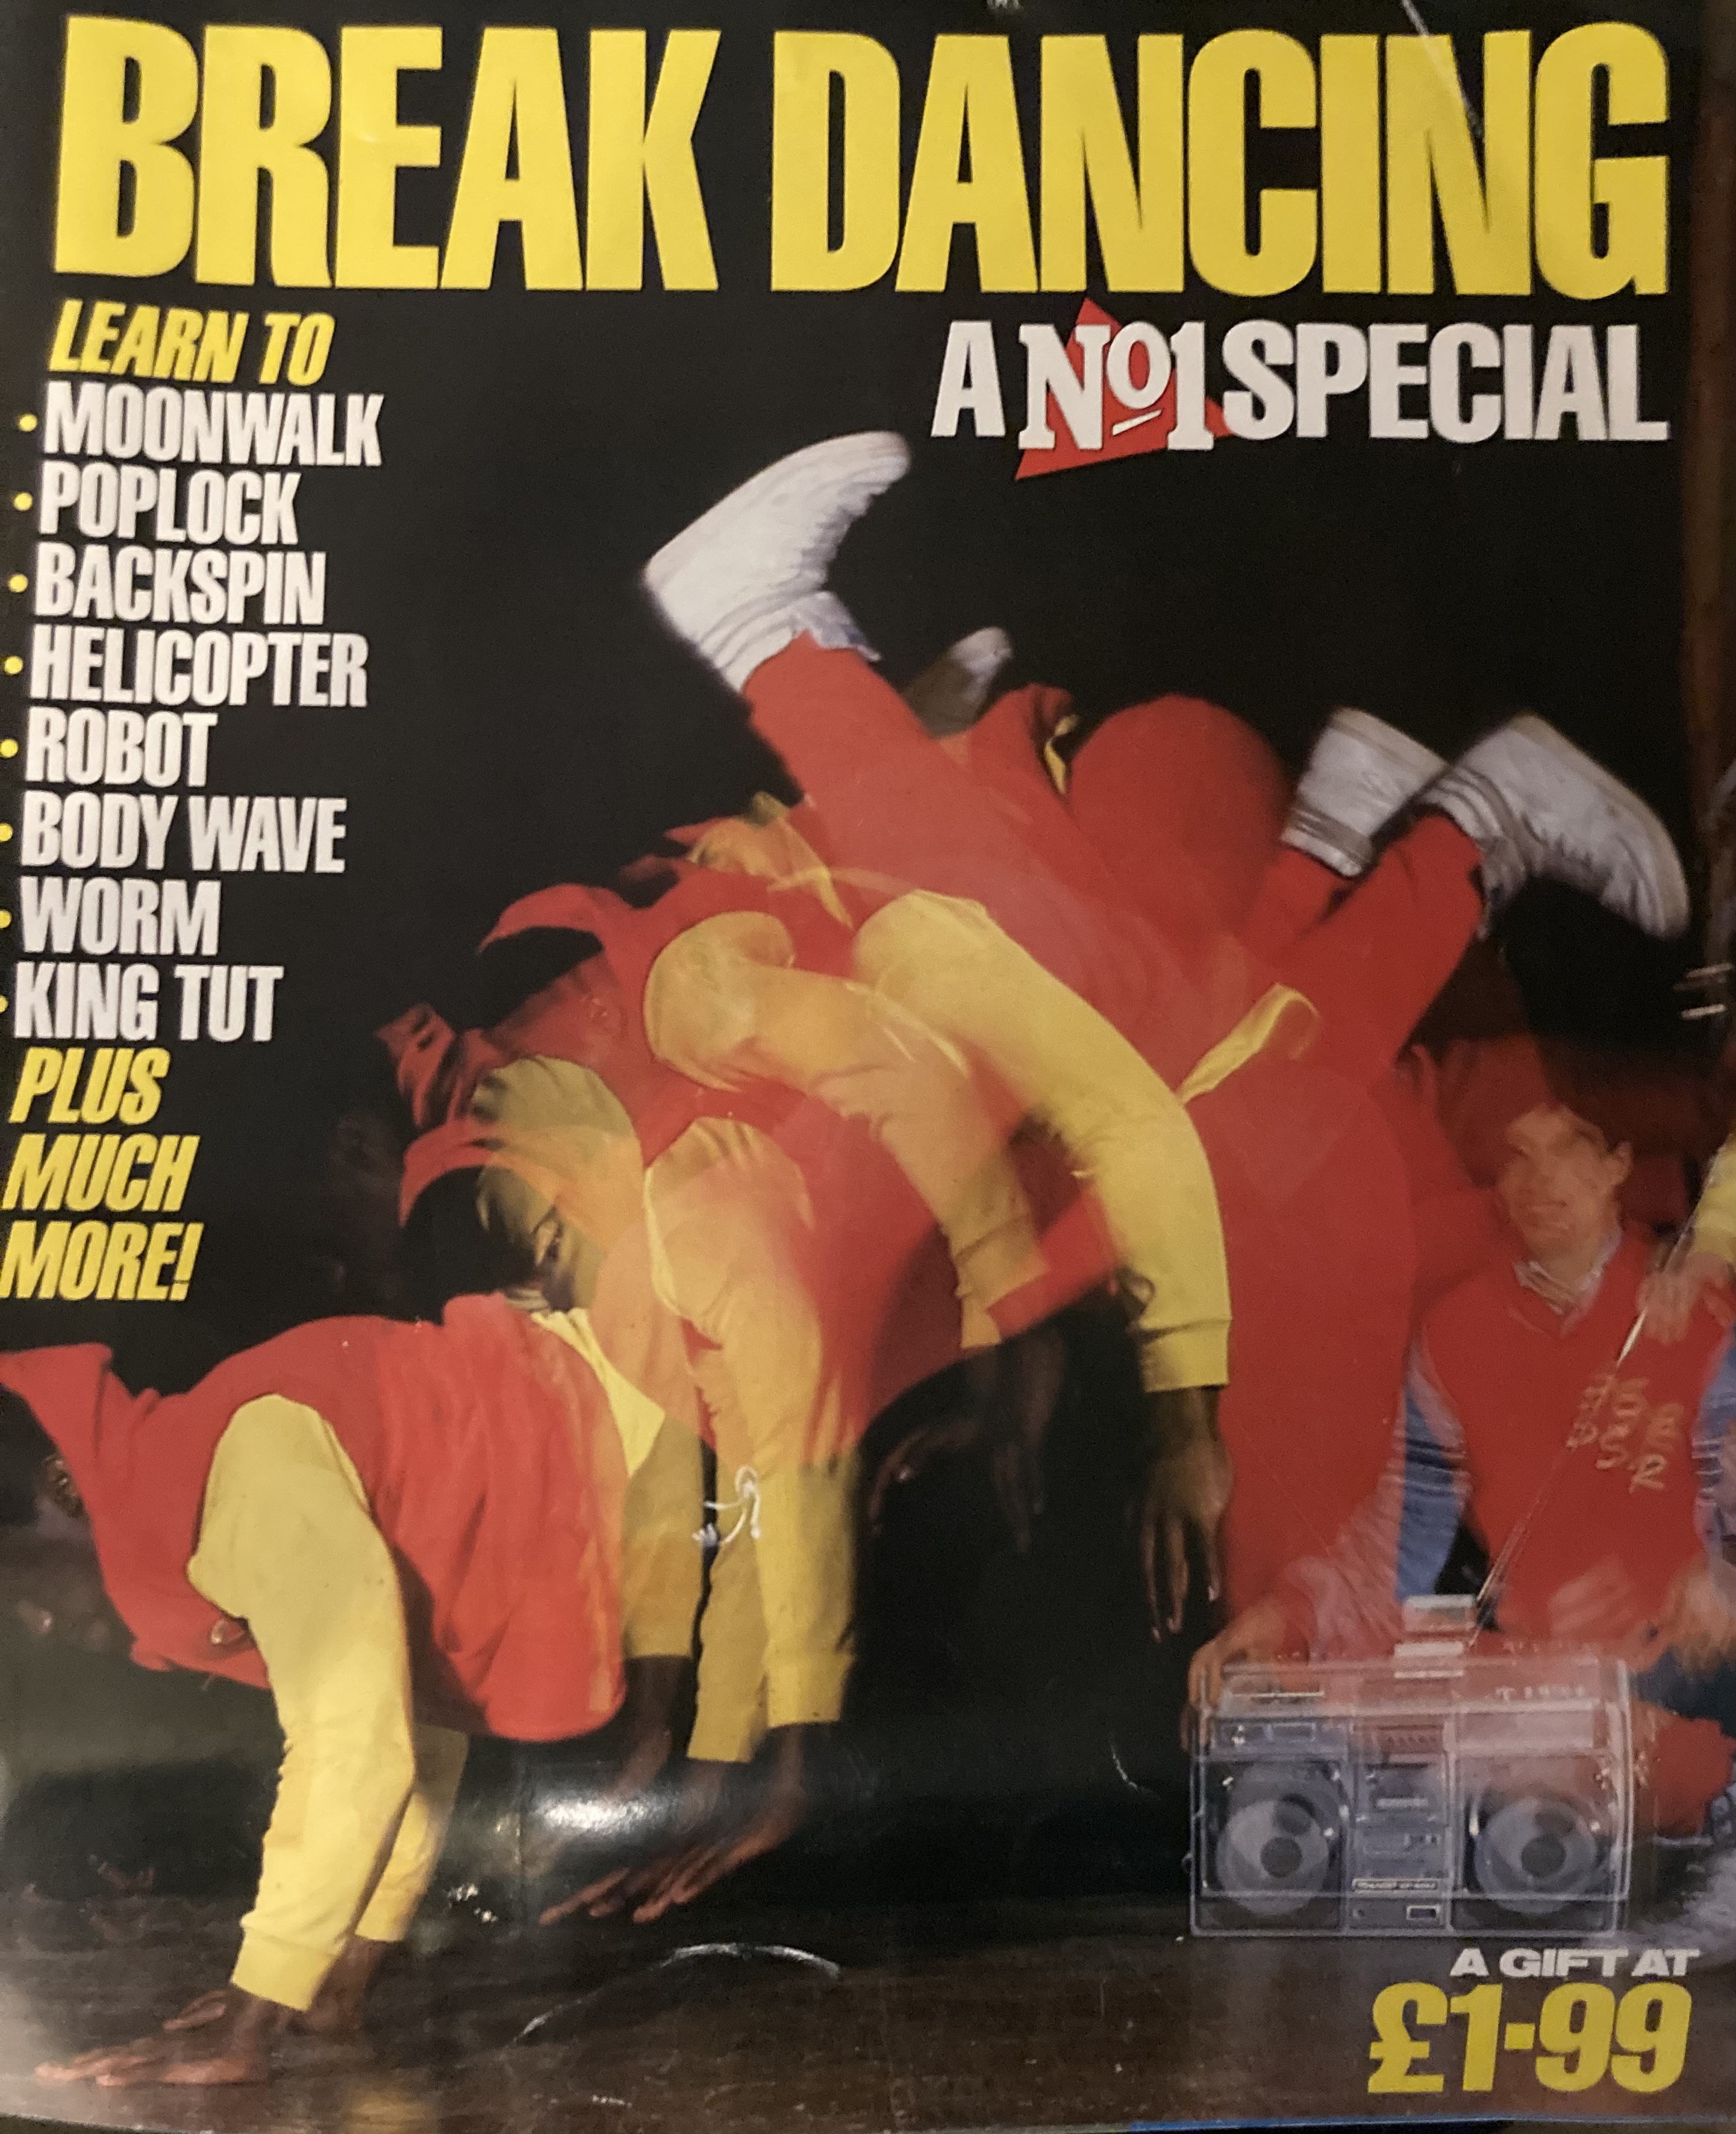 BREAK DANCING
A No1 SPECIAL
LEARN TO
• MOONWALK
• POPLOCK
• BACKSPIN
• HELICOPTER
• ROBOT
• BODY WAVE
• WORM
• KING TUT
PLUS
MUCH
MORE!
A GIFT AT
£1-99